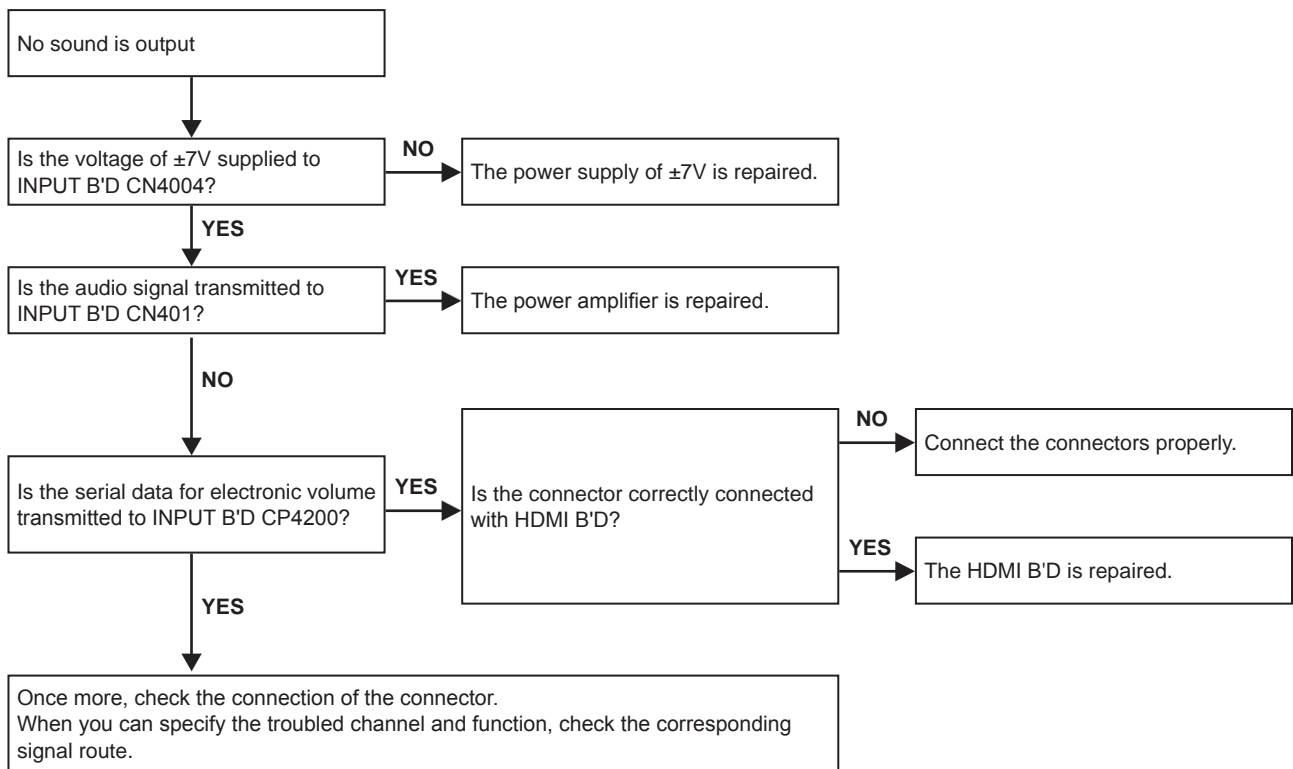 No sound is output
Is the voltage of ±7V supplied to
INPUT B'D CN4004?
NO
The power supply of ±7V is repaired.
YES
Is the audio signal transmitted to
INPUT B'D CN401?
YES
The power amplifier is repaired.
NO
Is the serial data for electronic volume
transmitted to INPUT B'D CP4200?
YES
Is the connector correctly connected
with HDMI B'D?
NO
Connect the connectors properly.
YES
The HDMI B'D is repaired.
YES
Once more, check the connection of the connector.
When you can specify the troubled channel and function, check the corresponding
signal route.